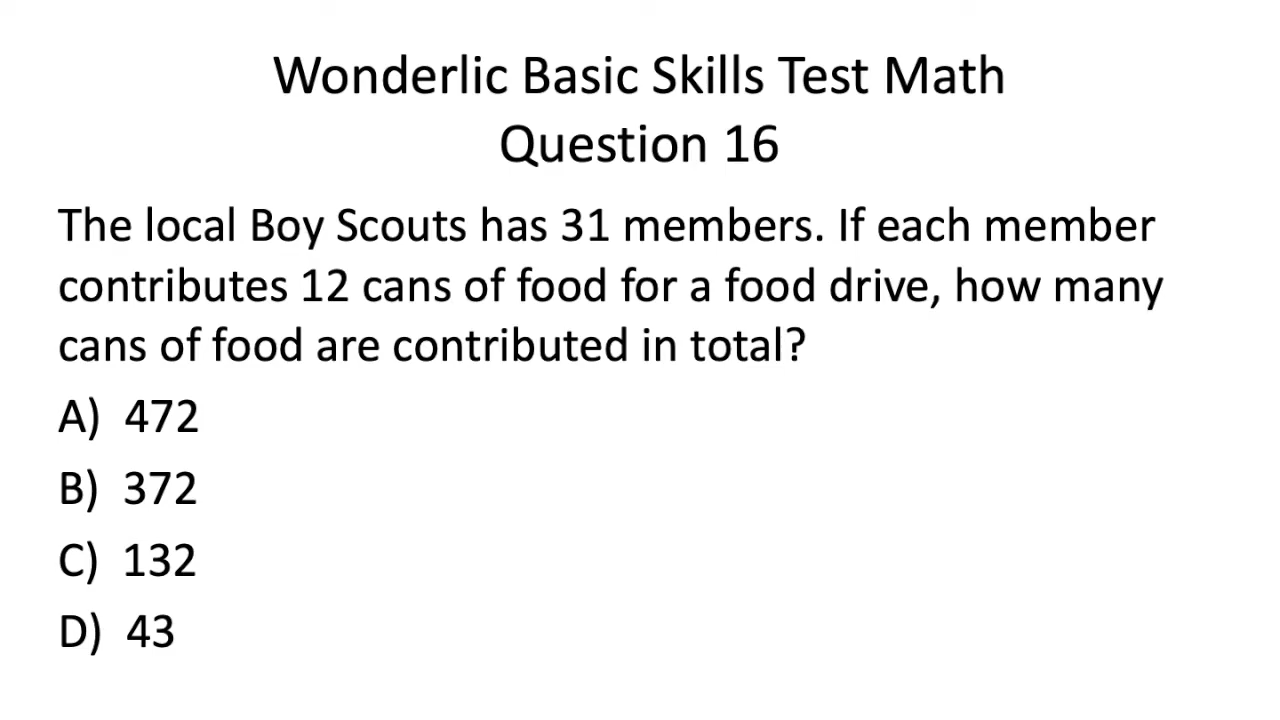 Wonderlic Basic Skills Test Math
Question 16
The local Boy Scouts has 31 members. If each member
contributes 12 cans of food for a food drive, how many
cans of food are contributed in total?
A) 472
B) 372
C) 132
D) 43